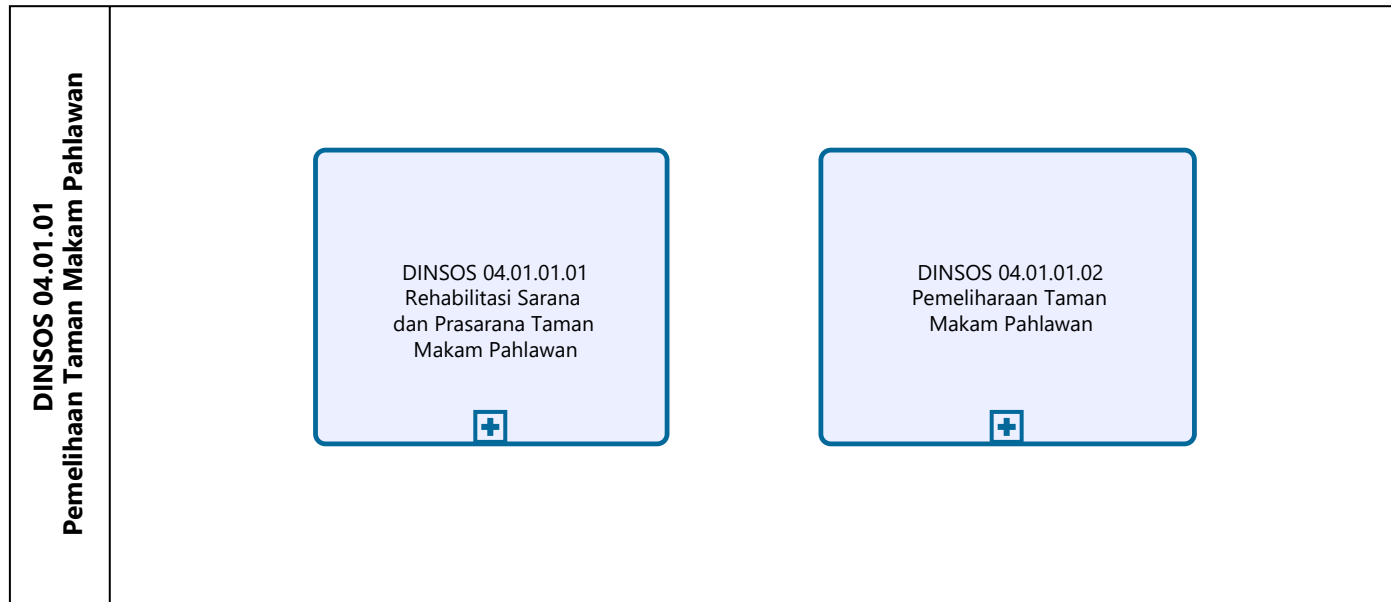 DINSOS 04.01.01
Pemelihaan Taman Makam Pahlawan
DINSOS 04.01.01.01
Rehabilitasi Sarana
dan Prasarana Taman
Makam Pahlawan
DINSOS 04.01.01.02
Pemeliharaan Taman
Makam Pahlawan